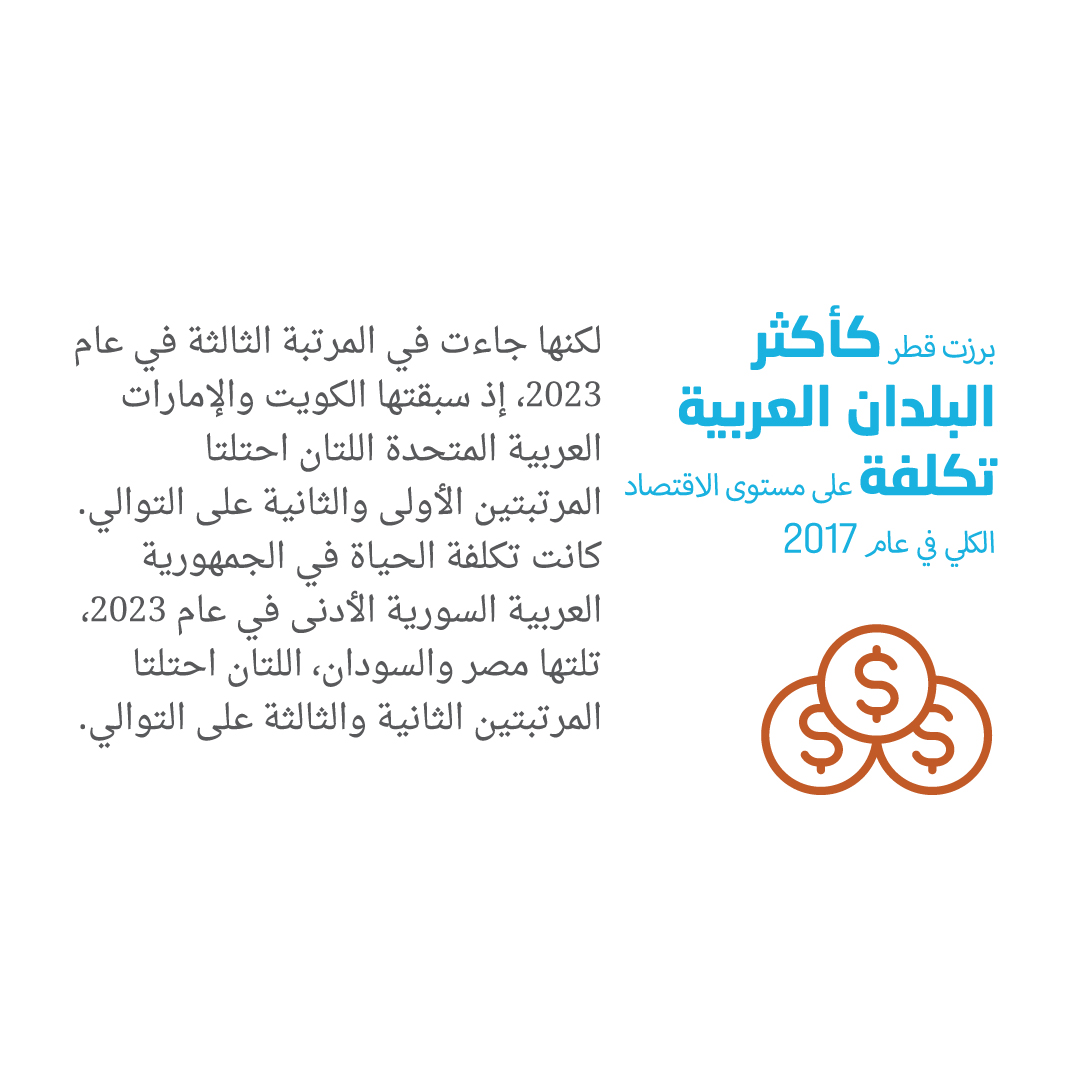 برزت قطر كأكثر
البلدان العربية
تكلفة على مستوى الاقتصاد
الكلي في عام 2017
لكنها جاءت في المرتبة الثالثة في عام
2023، إذ سبقتها الكويت والإمارات
العربية المتحدة اللتان احتلتا
المرتبتين الأولى والثانية على التوالي.
كانت تكلفة الحياة في الجمهورية
العربية السورية الأدنى في عام 2023،
تلتها مصر والسودان، اللتان احتلتا
المرتبتين الثانية والثالثة على التوالي.
$
$
$